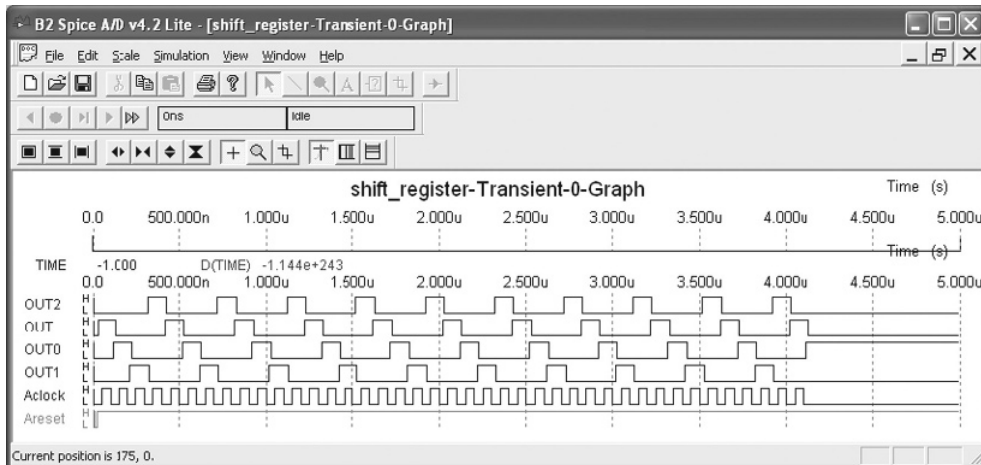 B2 Spice A/D v4.2 Lite - [shift_register-Transient-0-Graph]
File Edit Scale Simulation View Window Help
0ns Idle
shift_register-Transient-0-Graph Time (s)
0.0 500.000n 1.000u 1.500u 2.000u 2.500u 3.000u 3.500u 4.000u 4.500u 5.000u
Time (s)
TIME -1.000 D(TIME) -1.144e+243
0.0 500.000n 1.000u 1.500u 2.000u 2.500u 3.000u 3.500u 4.000u 4.500u 5.000u
OUT2 H L
OUT H L
OUT0 H L
OUT1 H L
Aclock H L
Areset H L
Current position is 175, 0.